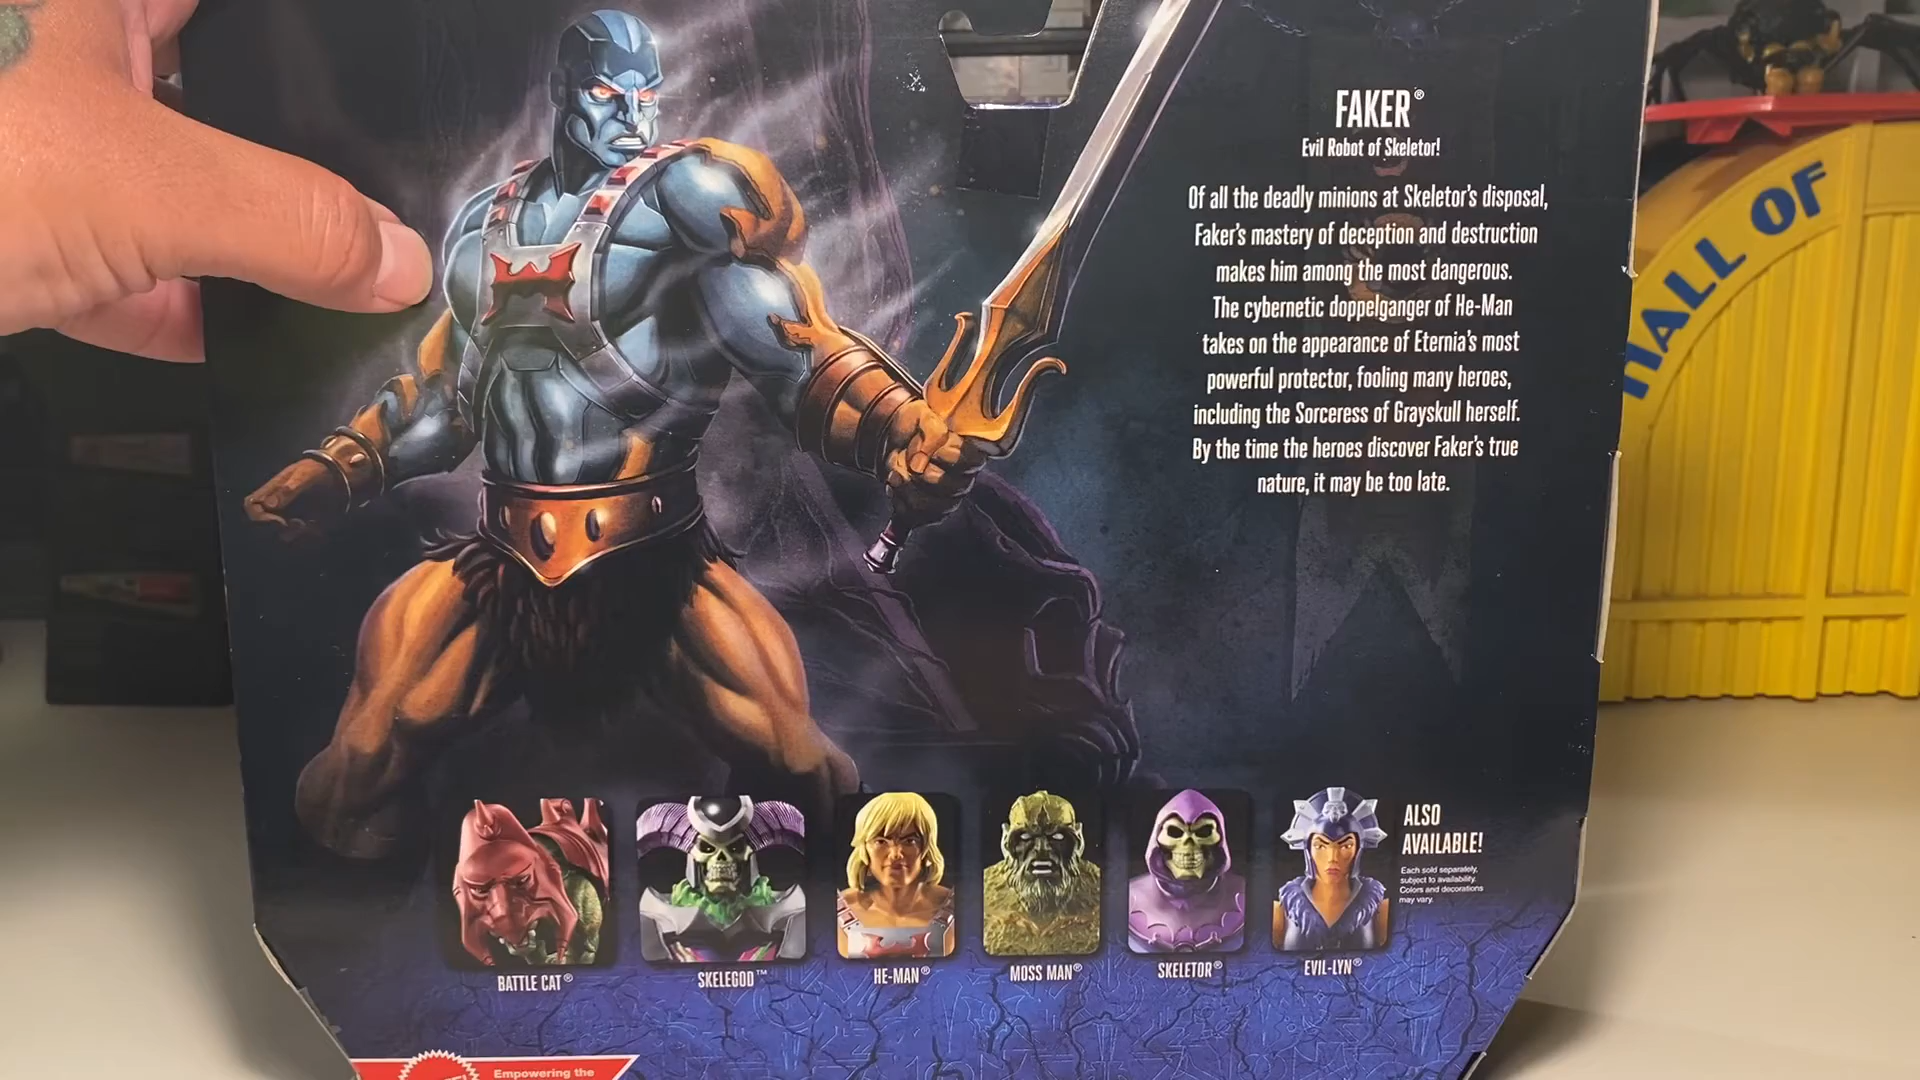 FAKER®
Evil Robot of Skeletor!
Of all the deadly minions at Skeletor's disposal,
Faker's mastery of deception and destruction
makes him among the most dangerous.
The cybernetic doppelganger of He-Man
takes on the appearance of Eternia's most
powerful protector, fooling many heroes,
including the Sorceress of Grayskull herself.
By the time the heroes discover Faker's true
nature, it may be too late.
HALL OF
ALSO
AVAILABLE!
Each sold separately,
subject to availability.
Colors and decorations
may vary.
BATTLE CAT®
SKELEGOD™
HE-MAN®
MOSS MAN®
SKELETOR®
EVIL-LYN®
Empowering the